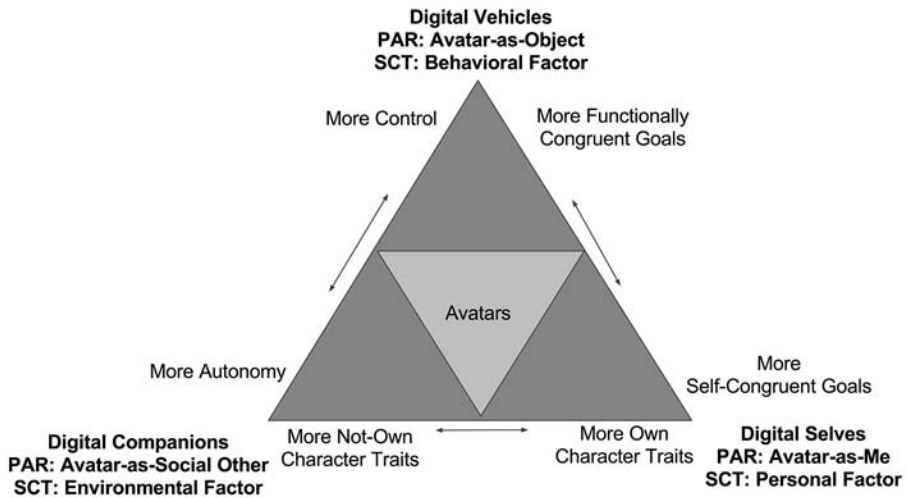 Digital Vehicles
PAR: Avatar-as-Object
SCT: Behavioral Factor
More Control
More Functionally
Congruent Goals
Avatars
More Autonomy
More
Self-Congruent Goals
More Not-Own
Character Traits
More Own
Character Traits
Digital Companions
PAR: Avatar-as-Social Other
SCT: Environmental Factor
Digital Selves
PAR: Avatar-as-Me
SCT: Personal Factor